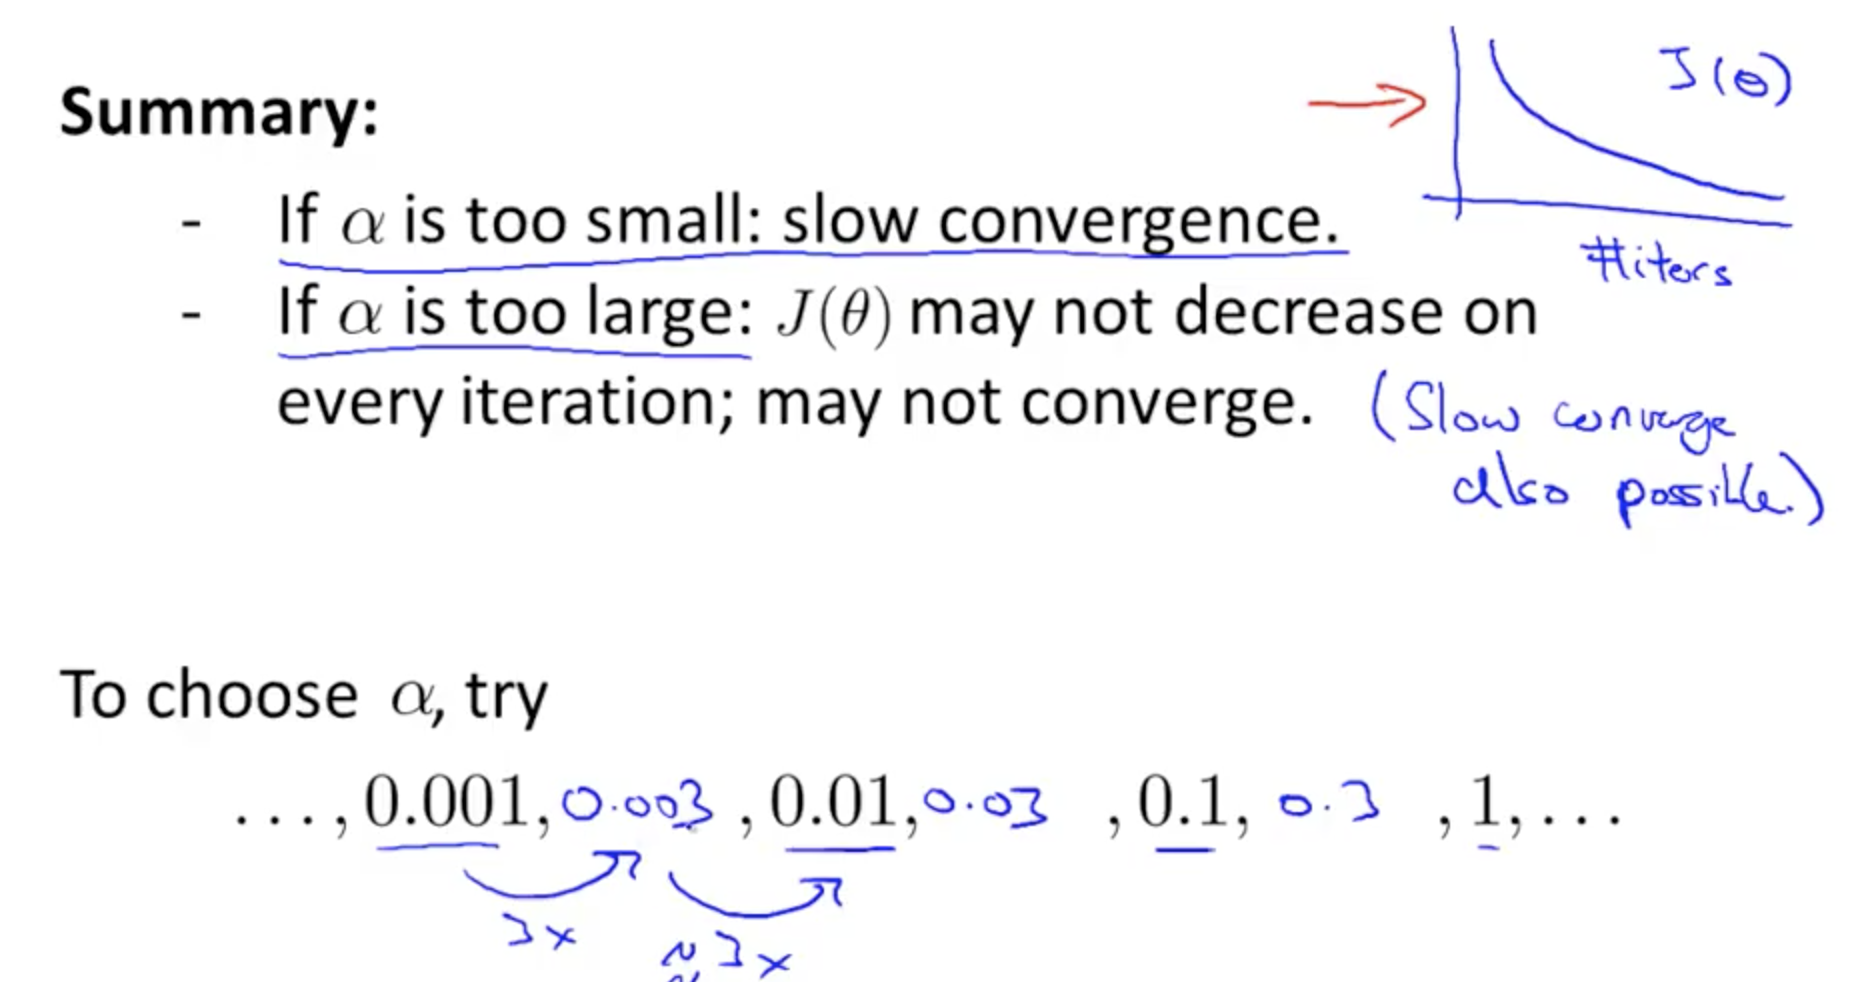 Summary:
J(θ)
- If α is too small: slow convergence.
#iters
- If α is too large: J(θ) may not decrease on
every iteration; may not converge. (Slow converge
also possible.)
To choose α, try
..., 0.001, 0.003 , 0.01, 0.03 , 0.1, 0.3 , 1, ...
3x
≈ 3x